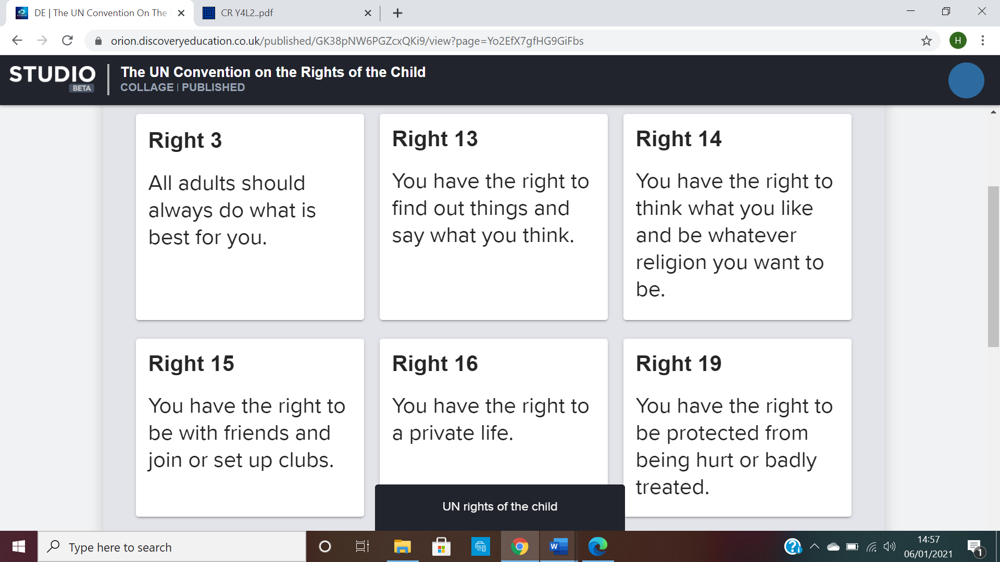 DE | The UN Convention On The
CR Y4L2..pdf
orion.discoveryeducation.co.uk/published/GK38pNW6PGZcxQKi9/view?page=Yo2EfX7gfHG9GiFbs
H
STUDIO
BETA
The UN Convention on the Rights of the Child
COLLAGE | PUBLISHED
Right 3
All adults should
always do what is
best for you.
Right 13
You have the right to
find out things and
say what you think.
Right 14
You have the right to
think what you like
and be whatever
religion you want to
be.
Right 15
You have the right to
be with friends and
join or set up clubs.
Right 16
You have the right to
a private life.
Right 19
You have the right to
be protected from
being hurt or badly
treated.
UN rights of the child
Type here to search
W
14:57
06/01/2021
1